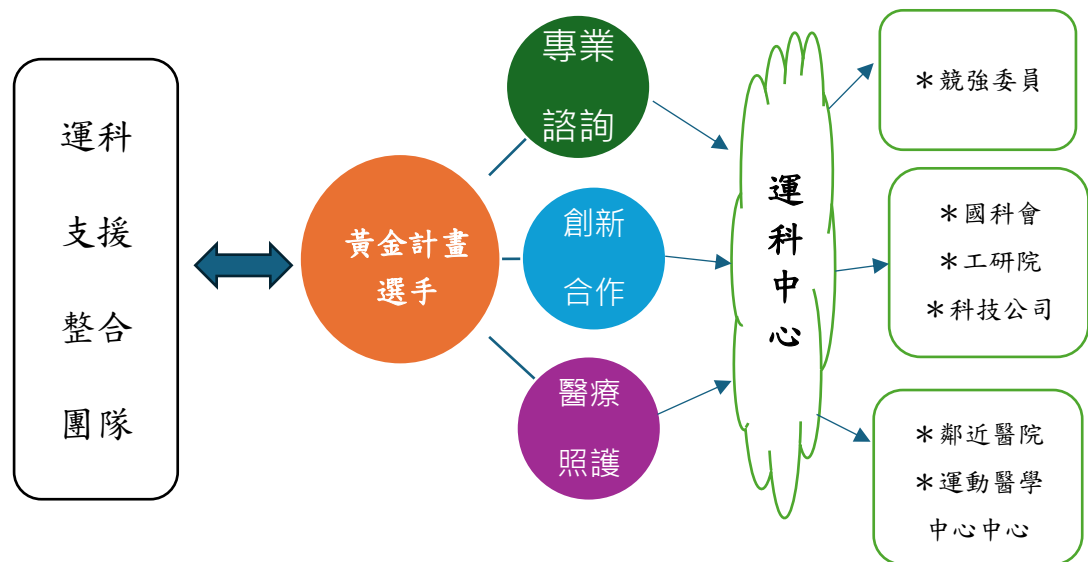 運科
支援
整合
團隊
黃金計畫
選手
專業
諮詢
創新
合作
醫療
照護
運
科
中
心
＊競強委員
＊國科會
＊工研院
＊科技公司
＊鄰近醫院
＊運動醫學
中心中心